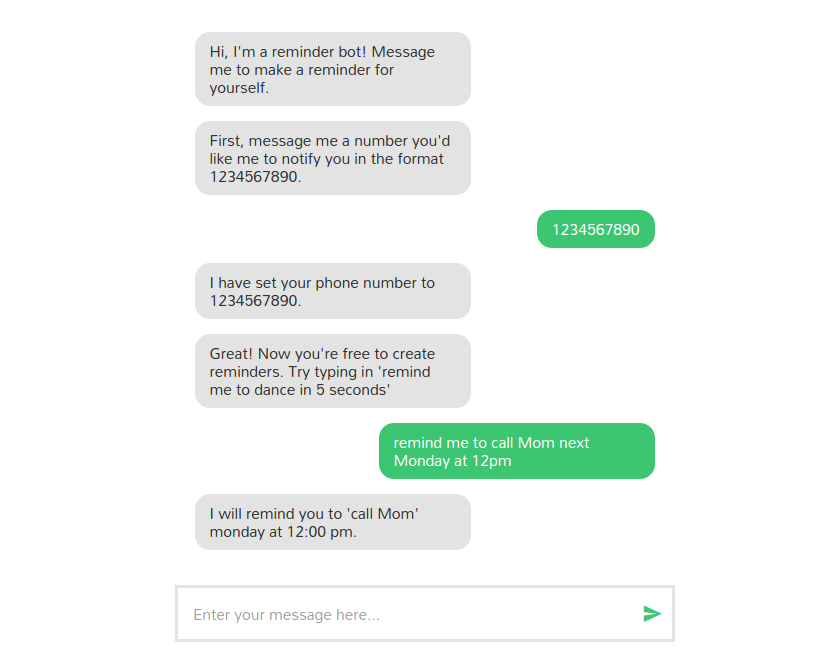 Hi, I'm a reminder bot! Message
me to make a reminder for
yourself.
First, message me a number you'd
like me to notify you in the format
1234567890.
1234567890
I have set your phone number to
1234567890.
Great! Now you're free to create
reminders. Try typing in 'remind
me to dance in 5 seconds'
remind me to call Mom next
Monday at 12pm
I will remind you to 'call Mom'
monday at 12:00 pm.
Enter your message here...